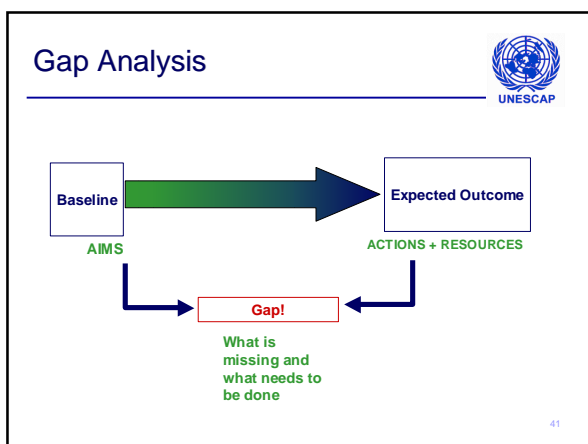 Gap Analysis
UNESCAP
Baseline
Expected Outcome
AIMS
ACTIONS + RESOURCES
Gap!
What is
missing and
what needs to
be done
41